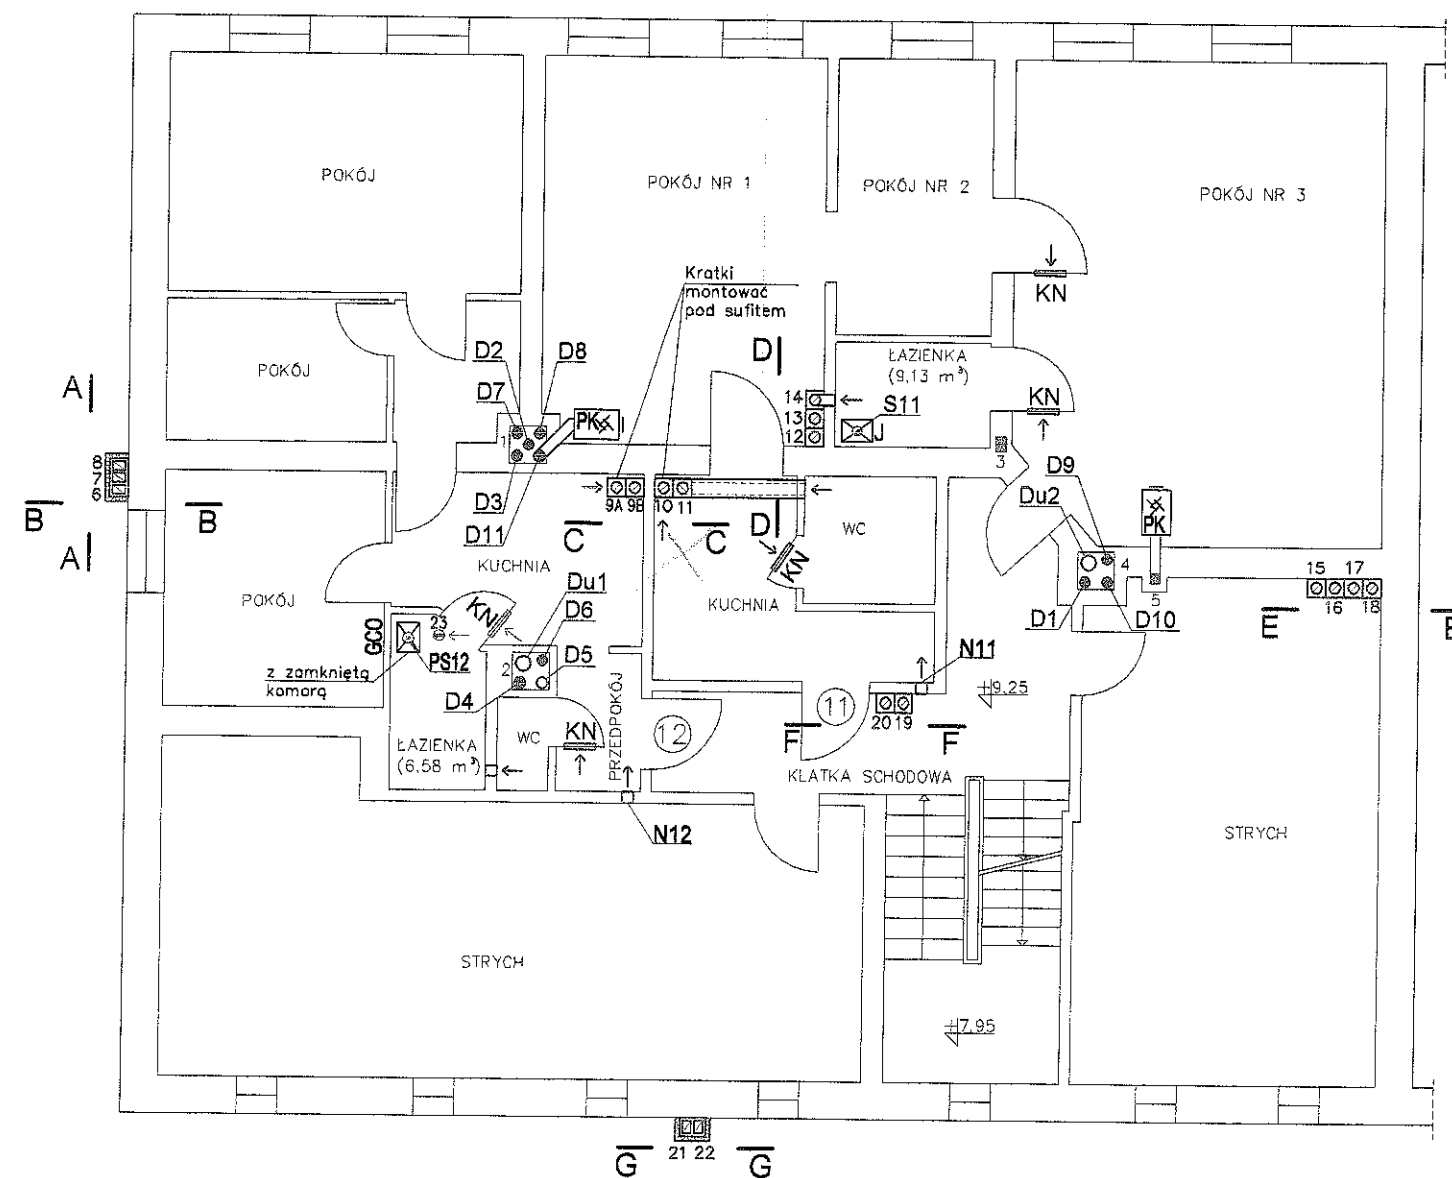 POKÓJ
POKÓJ NR 1
POKÓJ NR 2
POKÓJ NR 3
Kratki
montować
pod sufitem
KN
D2
D8
D
ŁAZIENKA
(9,13 m³)
POKÓJ
A
D7
PK
1
14
13
12
S11
J
KN
3
D9
8
7
6
B
B
D3
D11
9A 9B
10 11
C
C
D
Du2
PK
A
KUCHNIA
WC
KN
4
15 17
16 18
5
POKÓJ
Du1
D6
KUCHNIA
D1
D10
E
E
KN
23
GCO
PS12
z zamkniętą
komorą
2
D5
D4
N11
+9.25
PRZEDPOKÓJ
12
11
20 19
F
F
WC
KN
ŁAZIENKA
(6,58 m³)
KLATKA SCHODOWA
N12
STRYCH
STRYCH
+7,95
G
21 22
G